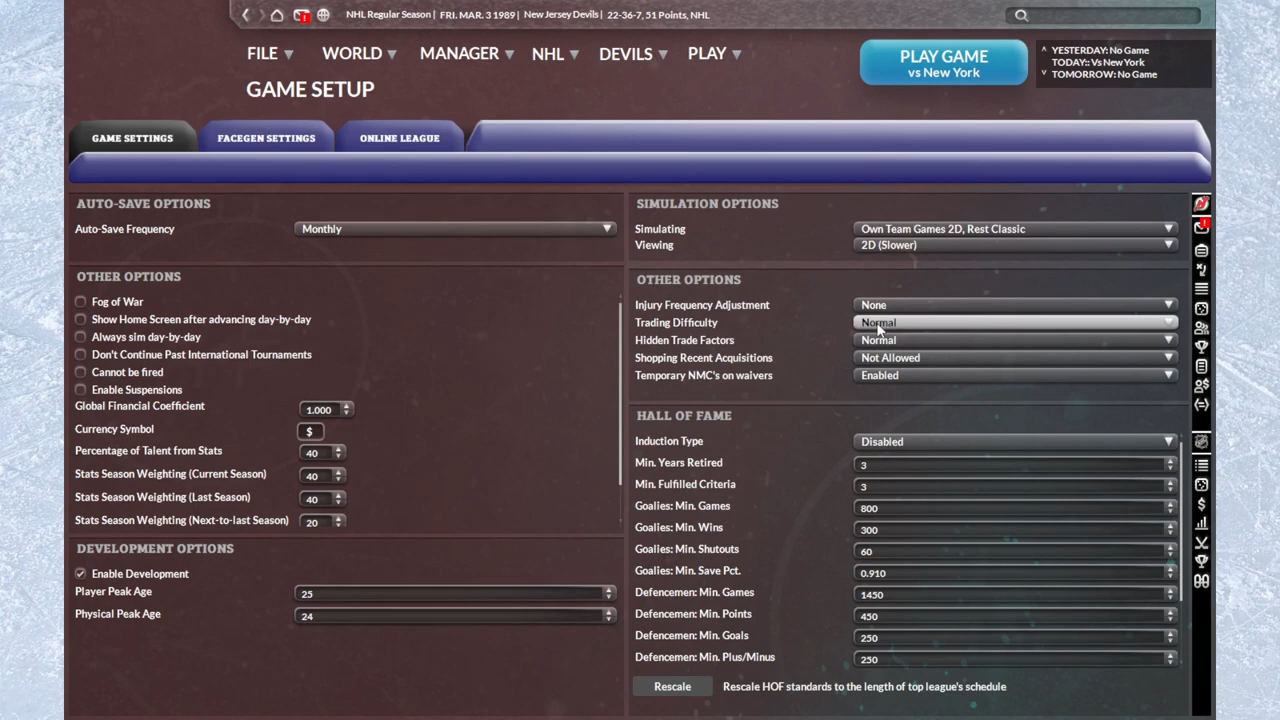 NHL Regular Season | FRI. MAR. 3 1989 | New Jersey Devils | 22-36-7, 51 Points, NHL
FILE WORLD MANAGER NHL DEVILS PLAY
PLAY GAME
vs New York
YESTERDAY: No Game
TODAY:: Vs New York
TOMORROW: No Game
GAME SETUP
GAME SETTINGS FACEGEN SETTINGS ONLINE LEAGUE
AUTO-SAVE OPTIONS
Auto-Save Frequency Monthly
OTHER OPTIONS
Fog of War
Show Home Screen after advancing day-by-day
Always sim day-by-day
Don't Continue Past International Tournaments
Cannot be fired
Enable Suspensions
Global Financial Coefficient 1.000
Currency Symbol $
Percentage of Talent from Stats 40
Stats Season Weighting (Current Season) 40
Stats Season Weighting (Last Season) 40
Stats Season Weighting (Next-to-last Season) 20
DEVELOPMENT OPTIONS
Enable Development
Player Peak Age 25
Physical Peak Age 24
SIMULATION OPTIONS
Simulating Own Team Games 2D, Rest Classic
Viewing 2D (Slower)
OTHER OPTIONS
Injury Frequency Adjustment None
Trading Difficulty Normal
Hidden Trade Factors Normal
Shopping Recent Acquisitions Not Allowed
Temporary NMC's on waivers Enabled
HALL OF FAME
Induction Type Disabled
Min. Years Retired 3
Min. Fulfilled Criteria 3
Goalies: Min. Games 800
Goalies: Min. Wins 300
Goalies: Min. Shutouts 60
Goalies: Min. Save Pct. 0.910
Defencemen: Min. Games 1450
Defencemen: Min. Points 450
Defencemen: Min. Goals 250
Defencemen: Min. Plus/Minus 250
Rescale Rescale HOF standards to the length of top league's schedule